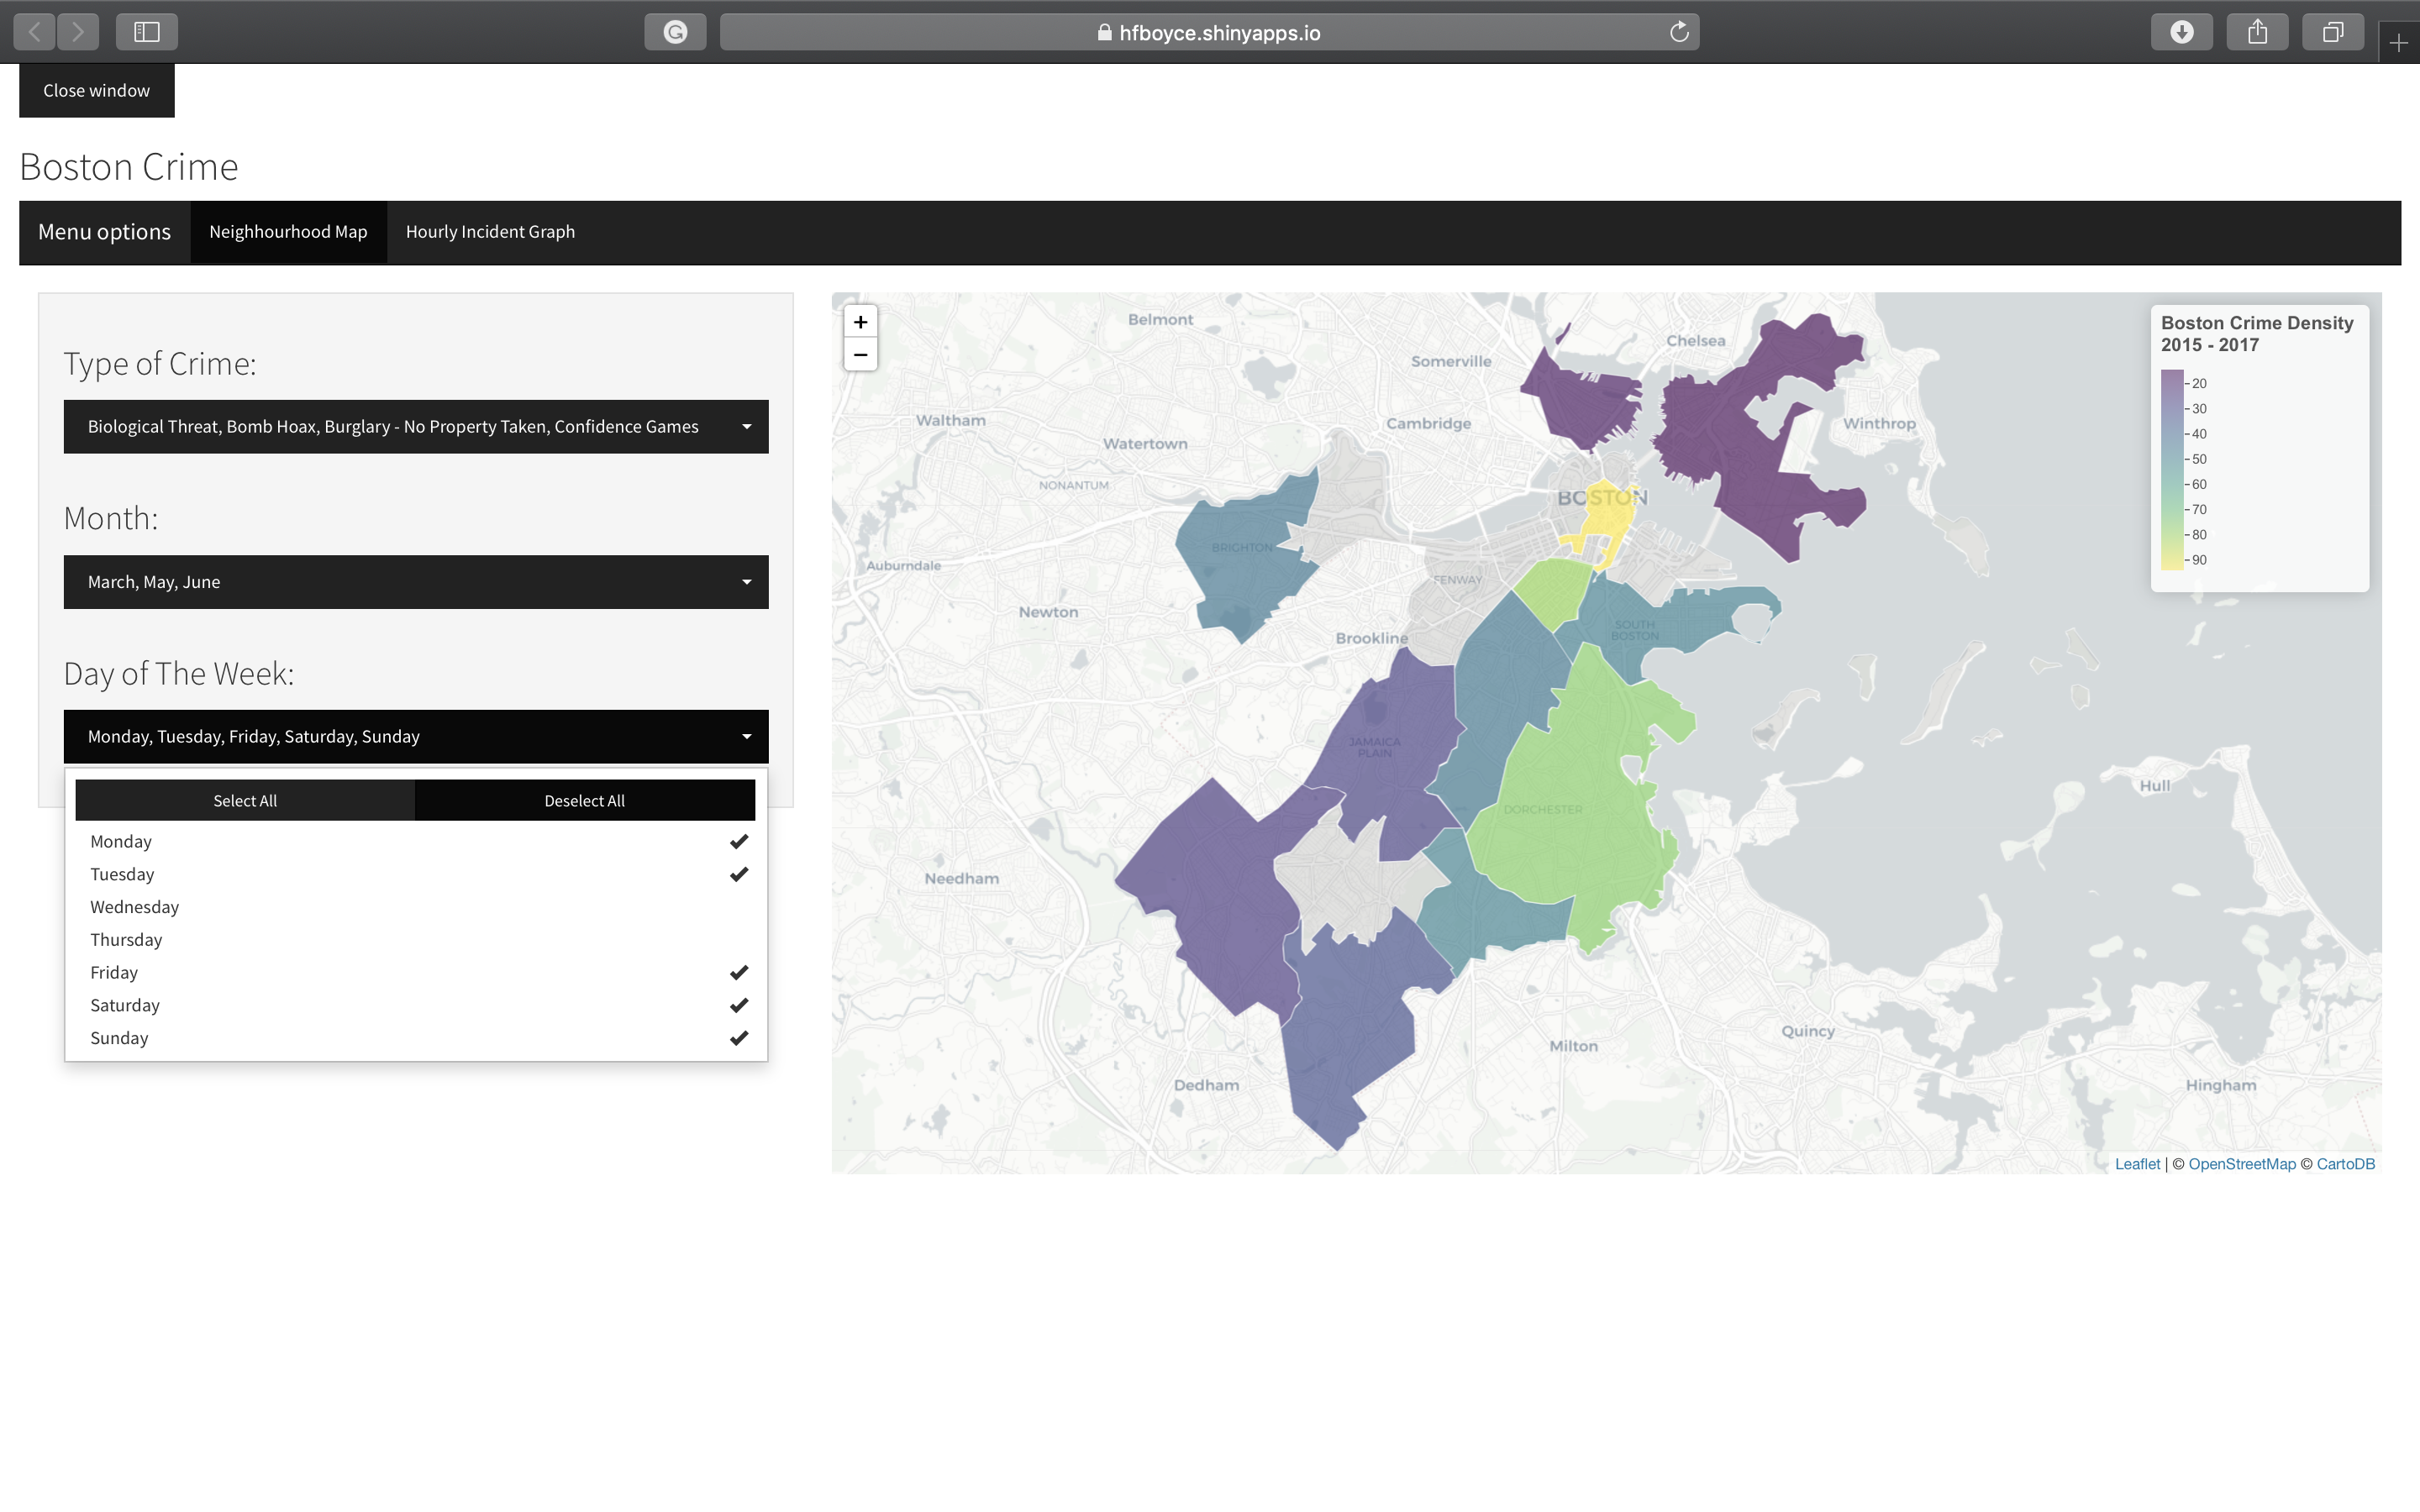 hfboyce.shinyapps.io
Close window
Boston Crime
Menu options
Neighhourhood Map
Hourly Incident Graph
Type of Crime:
Biological Threat, Bomb Hoax, Burglary - No Property Taken, Confidence Games
Month:
March, May, June
Day of The Week:
Monday, Tuesday, Friday, Saturday, Sunday
Select All
Deselect All
Monday
Tuesday
Wednesday
Thursday
Friday
Saturday
Sunday
+
−
Belmont
Somerville
Chelsea
Waltham
Watertown
Cambridge
Winthrop
NONANTUM
BOSTON
BRIGHTON
Auburndale
FENWAY
Newton
Brookline
SOUTH
BOSTON
JAMAICA
PLAIN
DORCHESTER
Hull
Needham
Quincy
Milton
Dedham
Hingham
Boston Crime Density
2015 - 2017
20
30
40
50
60
70
80
90
Leaflet | © OpenStreetMap © CartoDB